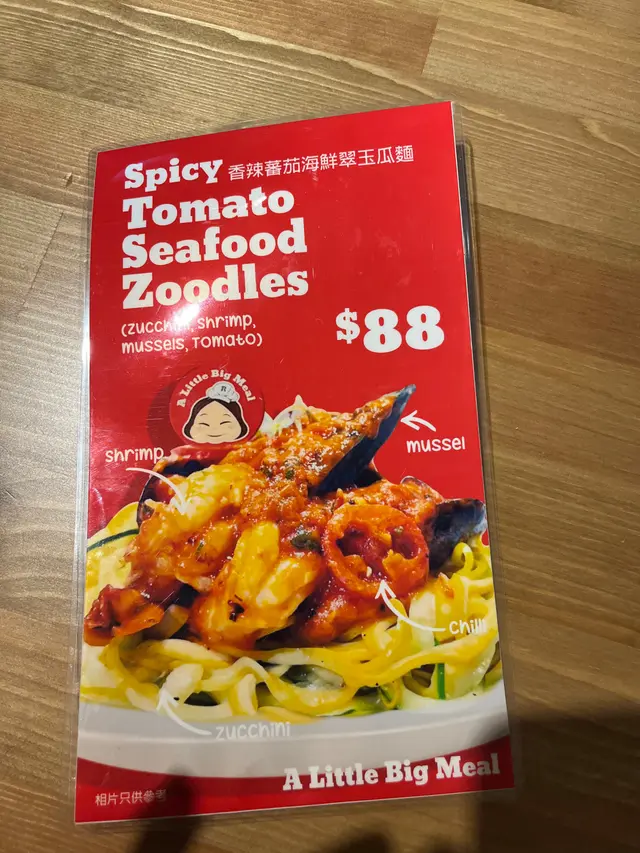 Spicy 香辣蕃茄海鮮翠玉瓜麵
Tomato
Seafood
Zoodles
(zucchini, shrimp,
mussels, tomato)
$88
A Little Big Meal
shrimp
mussel
chilli
zucchini
A Little Big Meal
相片只供參考